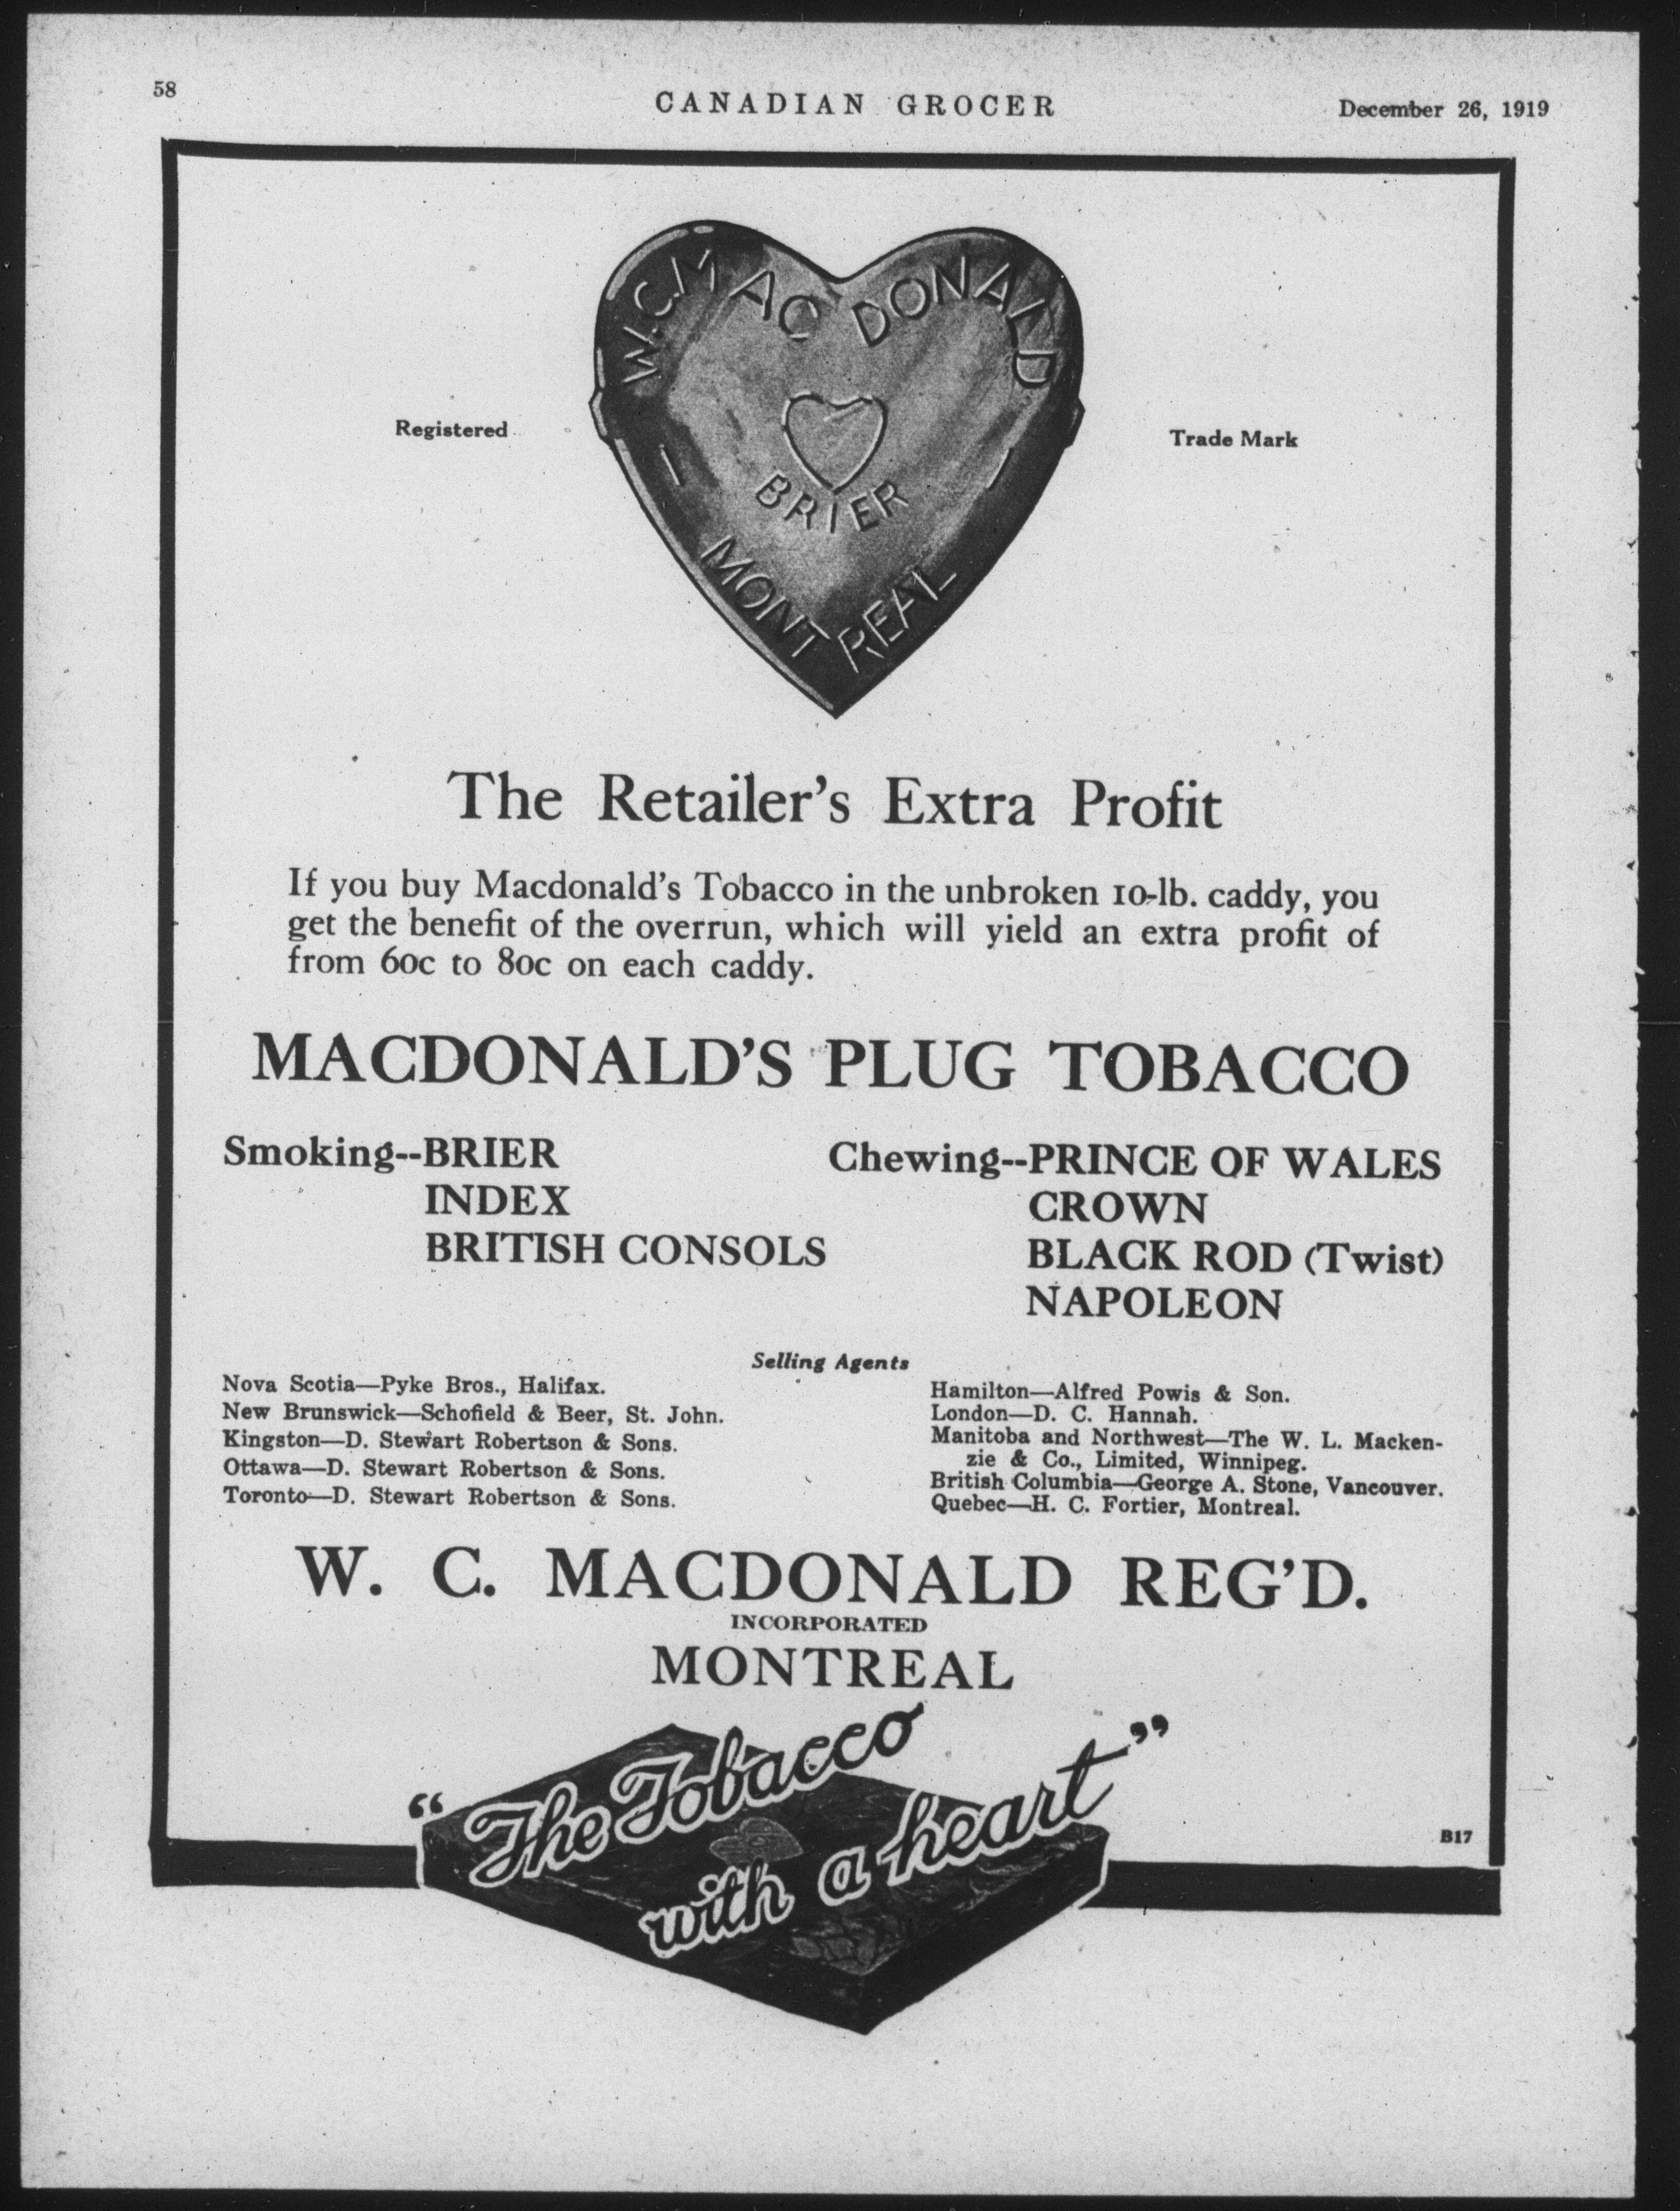 58
CANADIAN GROCER
December 26, 1919
W.C. MACDONALD
BRIER
MONTREAL
Registered
Trade Mark
The Retailer's Extra Profit
If you buy Macdonald's Tobacco in the unbroken 10-lb. caddy, you
get the benefit of the overrun, which will yield an extra profit of
from 60c to 80c on each caddy.
MACDONALD'S PLUG TOBACCO
Smoking--BRIER
INDEX
BRITISH CONSOLS
Chewing--PRINCE OF WALES
CROWN
BLACK ROD (Twist)
NAPOLEON
Selling Agents
Nova Scotia—Pyke Bros., Halifax.
New Brunswick—Schofield & Beer, St. John.
Kingston—D. Stewart Robertson & Sons.
Ottawa—D. Stewart Robertson & Sons.
Toronto—D. Stewart Robertson & Sons.
Hamilton—Alfred Powis & Son.
London—D. C. Hannah.
Manitoba and Northwest—The W. L. Macken-
zie & Co., Limited, Winnipeg.
British Columbia—George A. Stone, Vancouver.
Quebec—H. C. Fortier, Montreal.
W. C. MACDONALD REG'D.
INCORPORATED
MONTREAL
"The Tobacco
with a heart"
B17